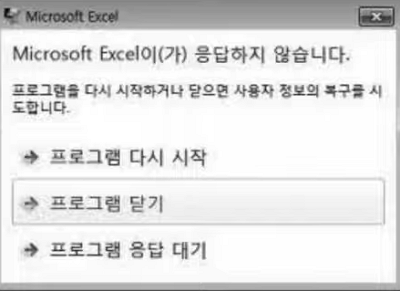 Microsoft Excel
Microsoft Excel이(가) 응답하지 않습니다.
프로그램을 다시 시작하거나 닫으면 사용자 정보의 복구를 시
도합니다.
프로그램 다시 시작
프로그램 닫기
프로그램 응답 대기